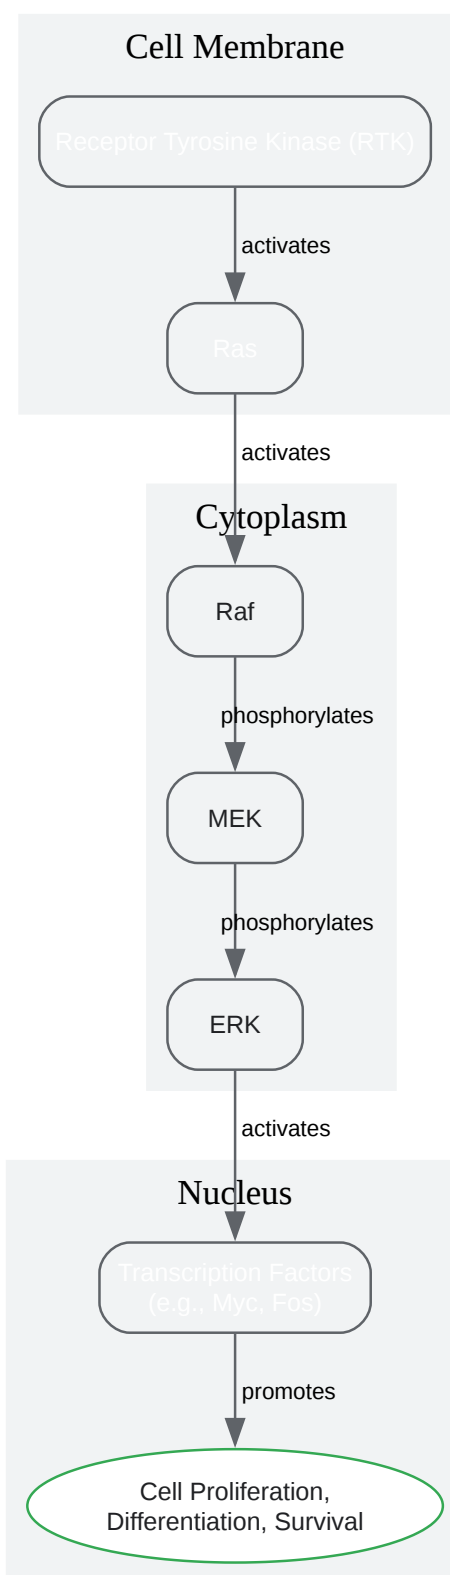 Cell Membrane
Receptor Tyrosine Kinase (RTK)
activates
Ras
activates
Cytoplasm
Raf
phosphorylates
MEK
phosphorylates
ERK
activates
Nucleus
Transcription Factors
(e.g., Myc, Fos)
promotes
Cell Proliferation,
Differentiation, Survival